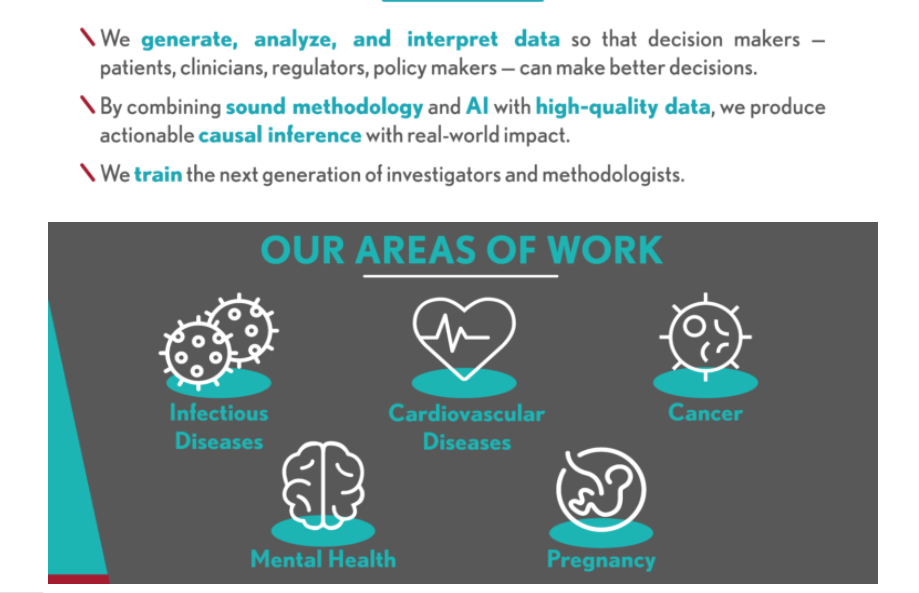 We generate, analyze, and interpret data so that decision makers —
patients, clinicians, regulators, policy makers — can make better decisions.
By combining sound methodology and AI with high-quality data, we produce
actionable causal inference with real-world impact.
We train the next generation of investigators and methodologists.
OUR AREAS OF WORK
Infectious
Diseases
Cardiovascular
Diseases
Cancer
Mental Health
Pregnancy